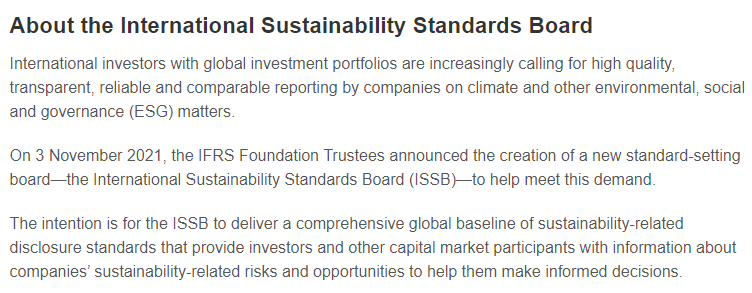 About the International Sustainability Standards Board
International investors with global investment portfolios are increasingly calling for high quality,
transparent, reliable and comparable reporting by companies on climate and other environmental, social
and governance (ESG) matters.
On 3 November 2021, the IFRS Foundation Trustees announced the creation of a new standard-setting
board—the International Sustainability Standards Board (ISSB)—to help meet this demand.
The intention is for the ISSB to deliver a comprehensive global baseline of sustainability-related
disclosure standards that provide investors and other capital market participants with information about
companies’ sustainability-related risks and opportunities to help them make informed decisions.